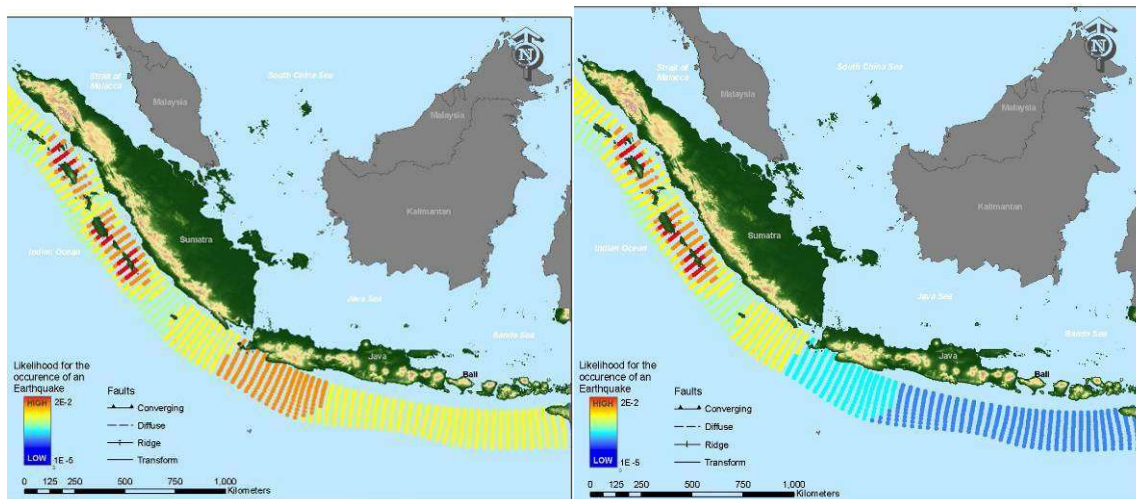 N
Strait of
Malacca
South China Sea
Malaysia
Malaysia
Kalimantan
Sumatra
Indian Ocean
Java Sea
Banda Sea
Java
Bali
Likelihood for the
occurence of an
Earthquake
HIGH
2E-2
LOW
1E -5
Faults
Converging
Diffuse
Ridge
Transform
0 125 250 500 750 1,000
Kilometers
N
Strait of
Malacca
South China Sea
Malaysia
Malaysia
Kalimantan
Sumatra
Indian Ocean
Java Sea
Banda Sea
Java
Bali
Likelihood for the
occurence of an
Earthquake
HIGH
2E-2
LOW
1E -5
Faults
Converging
Diffuse
Ridge
Transform
0 125 250 500 750 1,000
Kilometers